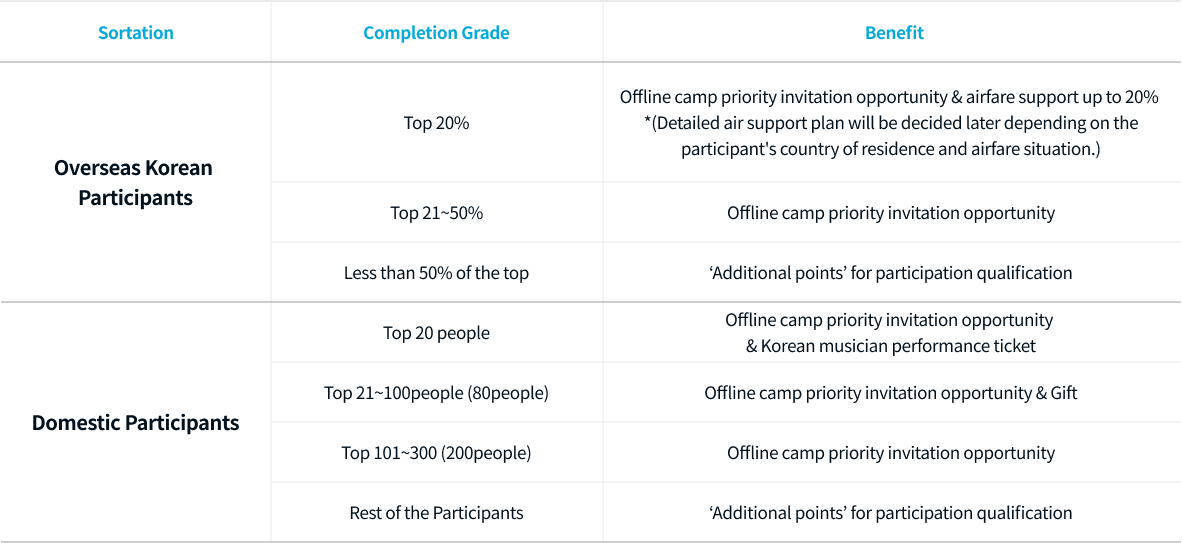 Sortation
Completion Grade
Benefit
Overseas Korean
Participants
Top 20%
Offline camp priority invitation opportunity & airfare support up to 20%
*(Detailed air support plan will be decided later depending on the
participant's country of residence and airfare situation.)
Top 21~50%
Offline camp priority invitation opportunity
Less than 50% of the top
‘Additional points’ for participation qualification
Domestic Participants
Top 20 people
Offline camp priority invitation opportunity
& Korean musician performance ticket
Top 21~100people (80people)
Offline camp priority invitation opportunity & Gift
Top 101~300 (200people)
Offline camp priority invitation opportunity
Rest of the Participants
‘Additional points’ for participation qualification